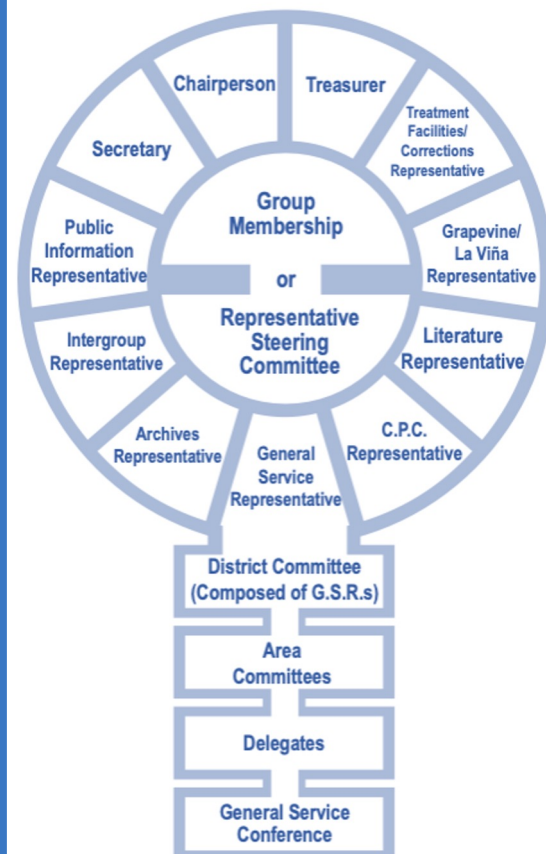 Chairperson
Treasurer
Treatment
Facilities/
Corrections
Representative
Secretary
Grapevine/
La Viña
Representative
Public
Information
Representative
Group
Membership
or
Representative
Steering
Committee
Literature
Representative
Intergroup
Representative
C.P.C.
Representative
Archives
Representative
General
Service
Representative
District Committee
(Composed of G.S.R.s)
Area
Committees
Delegates
General Service
Conference